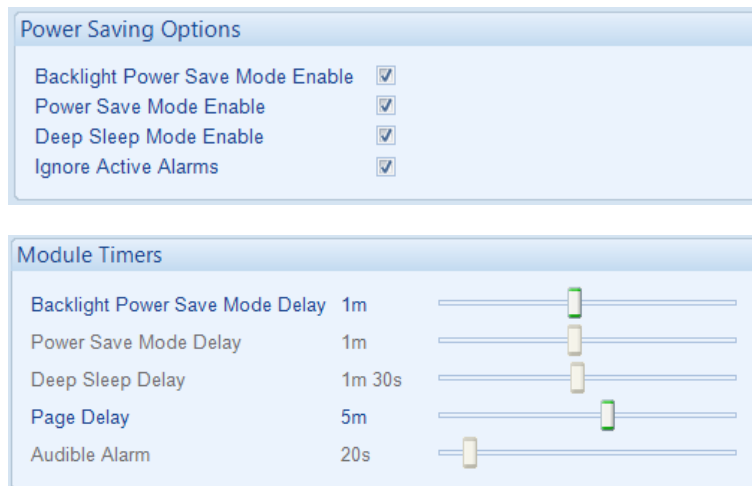 Power Saving Options
Backlight Power Save Mode Enable
Power Save Mode Enable
Deep Sleep Mode Enable
Ignore Active Alarms
Module Timers
Backlight Power Save Mode Delay 1m
Power Save Mode Delay 1m
Deep Sleep Delay 1m 30s
Page Delay 5m
Audible Alarm 20s